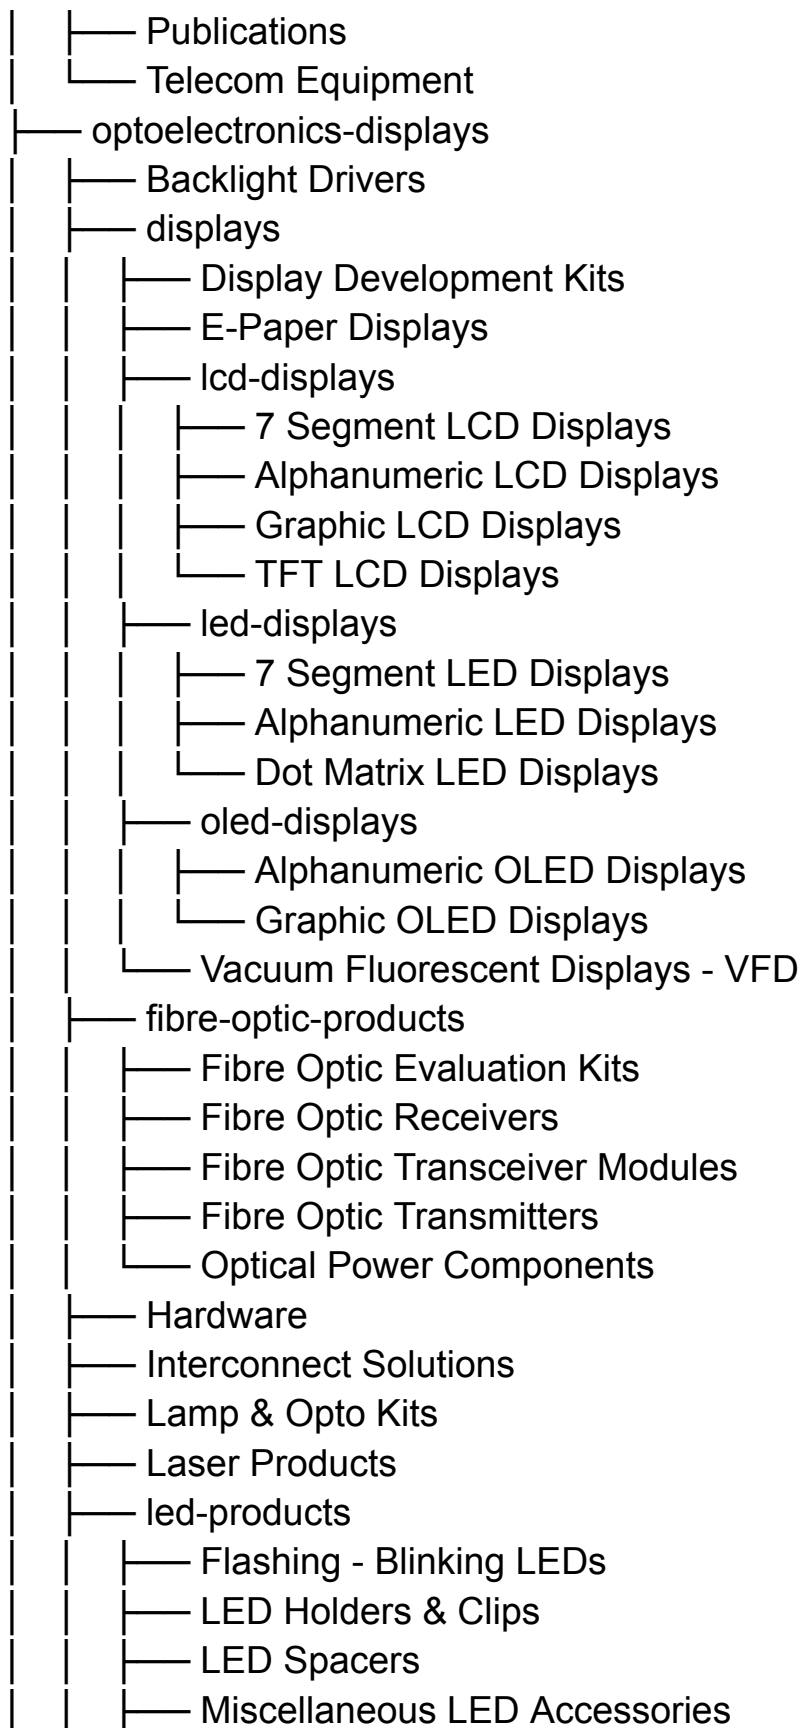 │   ├── Publications
│   └── Telecom Equipment
├── optoelectronics-displays
│   ├── Backlight Drivers
│   ├── displays
│   │   ├── Display Development Kits
│   │   ├── E-Paper Displays
│   │   ├── lcd-displays
│   │   │   ├── 7 Segment LCD Displays
│   │   │   ├── Alphanumeric LCD Displays
│   │   │   ├── Graphic LCD Displays
│   │   │   └── TFT LCD Displays
│   │   ├── led-displays
│   │   │   ├── 7 Segment LED Displays
│   │   │   ├── Alphanumeric LED Displays
│   │   │   └── Dot Matrix LED Displays
│   │   ├── oled-displays
│   │   │   ├── Alphanumeric OLED Displays
│   │   │   └── Graphic OLED Displays
│   │   └── Vacuum Fluorescent Displays - VFD
│   ├── fibre-optic-products
│   │   ├── Fibre Optic Evaluation Kits
│   │   ├── Fibre Optic Receivers
│   │   ├── Fibre Optic Transceiver Modules
│   │   ├── Fibre Optic Transmitters
│   │   └── Optical Power Components
│   ├── Hardware
│   ├── Interconnect Solutions
│   ├── Lamp & Opto Kits
│   ├── Laser Products
│   ├── led-products
│   │   ├── Flashing - Blinking LEDs
│   │   ├── LED Holders & Clips
│   │   ├── LED Spacers
│   │   ├── Miscellaneous LED Accessories